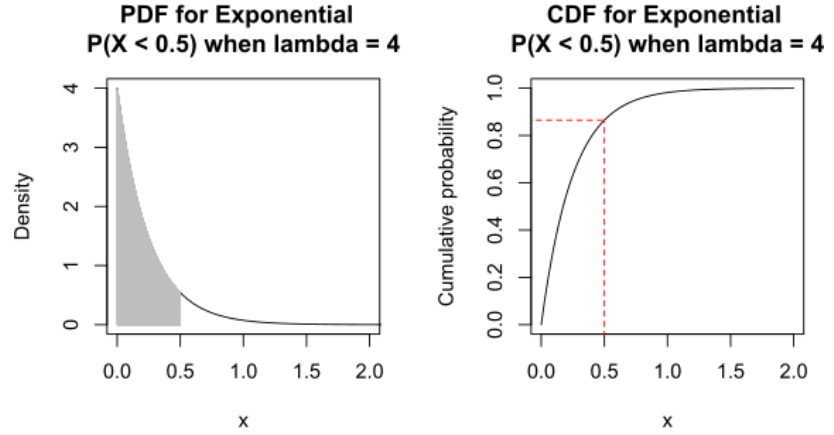 PDF for Exponential
P(X < 0.5) when lambda = 4
Density
4
3
2
1
0
0.0 0.5 1.0 1.5 2.0
x
CDF for Exponential
P(X < 0.5) when lambda = 4
Cumulative probability
1.0
0.8
0.6
0.4
0.2
0.0
0.0 0.5 1.0 1.5 2.0
x